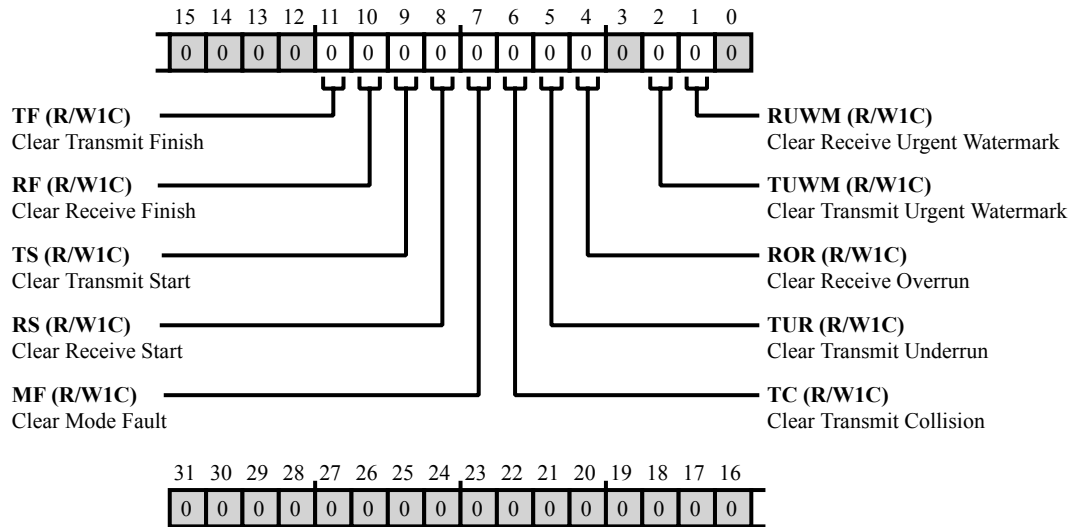 15 14 13 12 11 10 9 8 7 6 5 4 3 2 1 0
0 0 0 0 0 0 0 0 0 0 0 0 0 0 0 0
TF (R/W1C)
Clear Transmit Finish
RF (R/W1C)
Clear Receive Finish
TS (R/W1C)
Clear Transmit Start
RS (R/W1C)
Clear Receive Start
MF (R/W1C)
Clear Mode Fault
RUWM (R/W1C)
Clear Receive Urgent Watermark
TUWM (R/W1C)
Clear Transmit Urgent Watermark
ROR (R/W1C)
Clear Receive Overrun
TUR (R/W1C)
Clear Transmit Underrun
TC (R/W1C)
Clear Transmit Collision
31 30 29 28 27 26 25 24 23 22 21 20 19 18 17 16
0 0 0 0 0 0 0 0 0 0 0 0 0 0 0 0